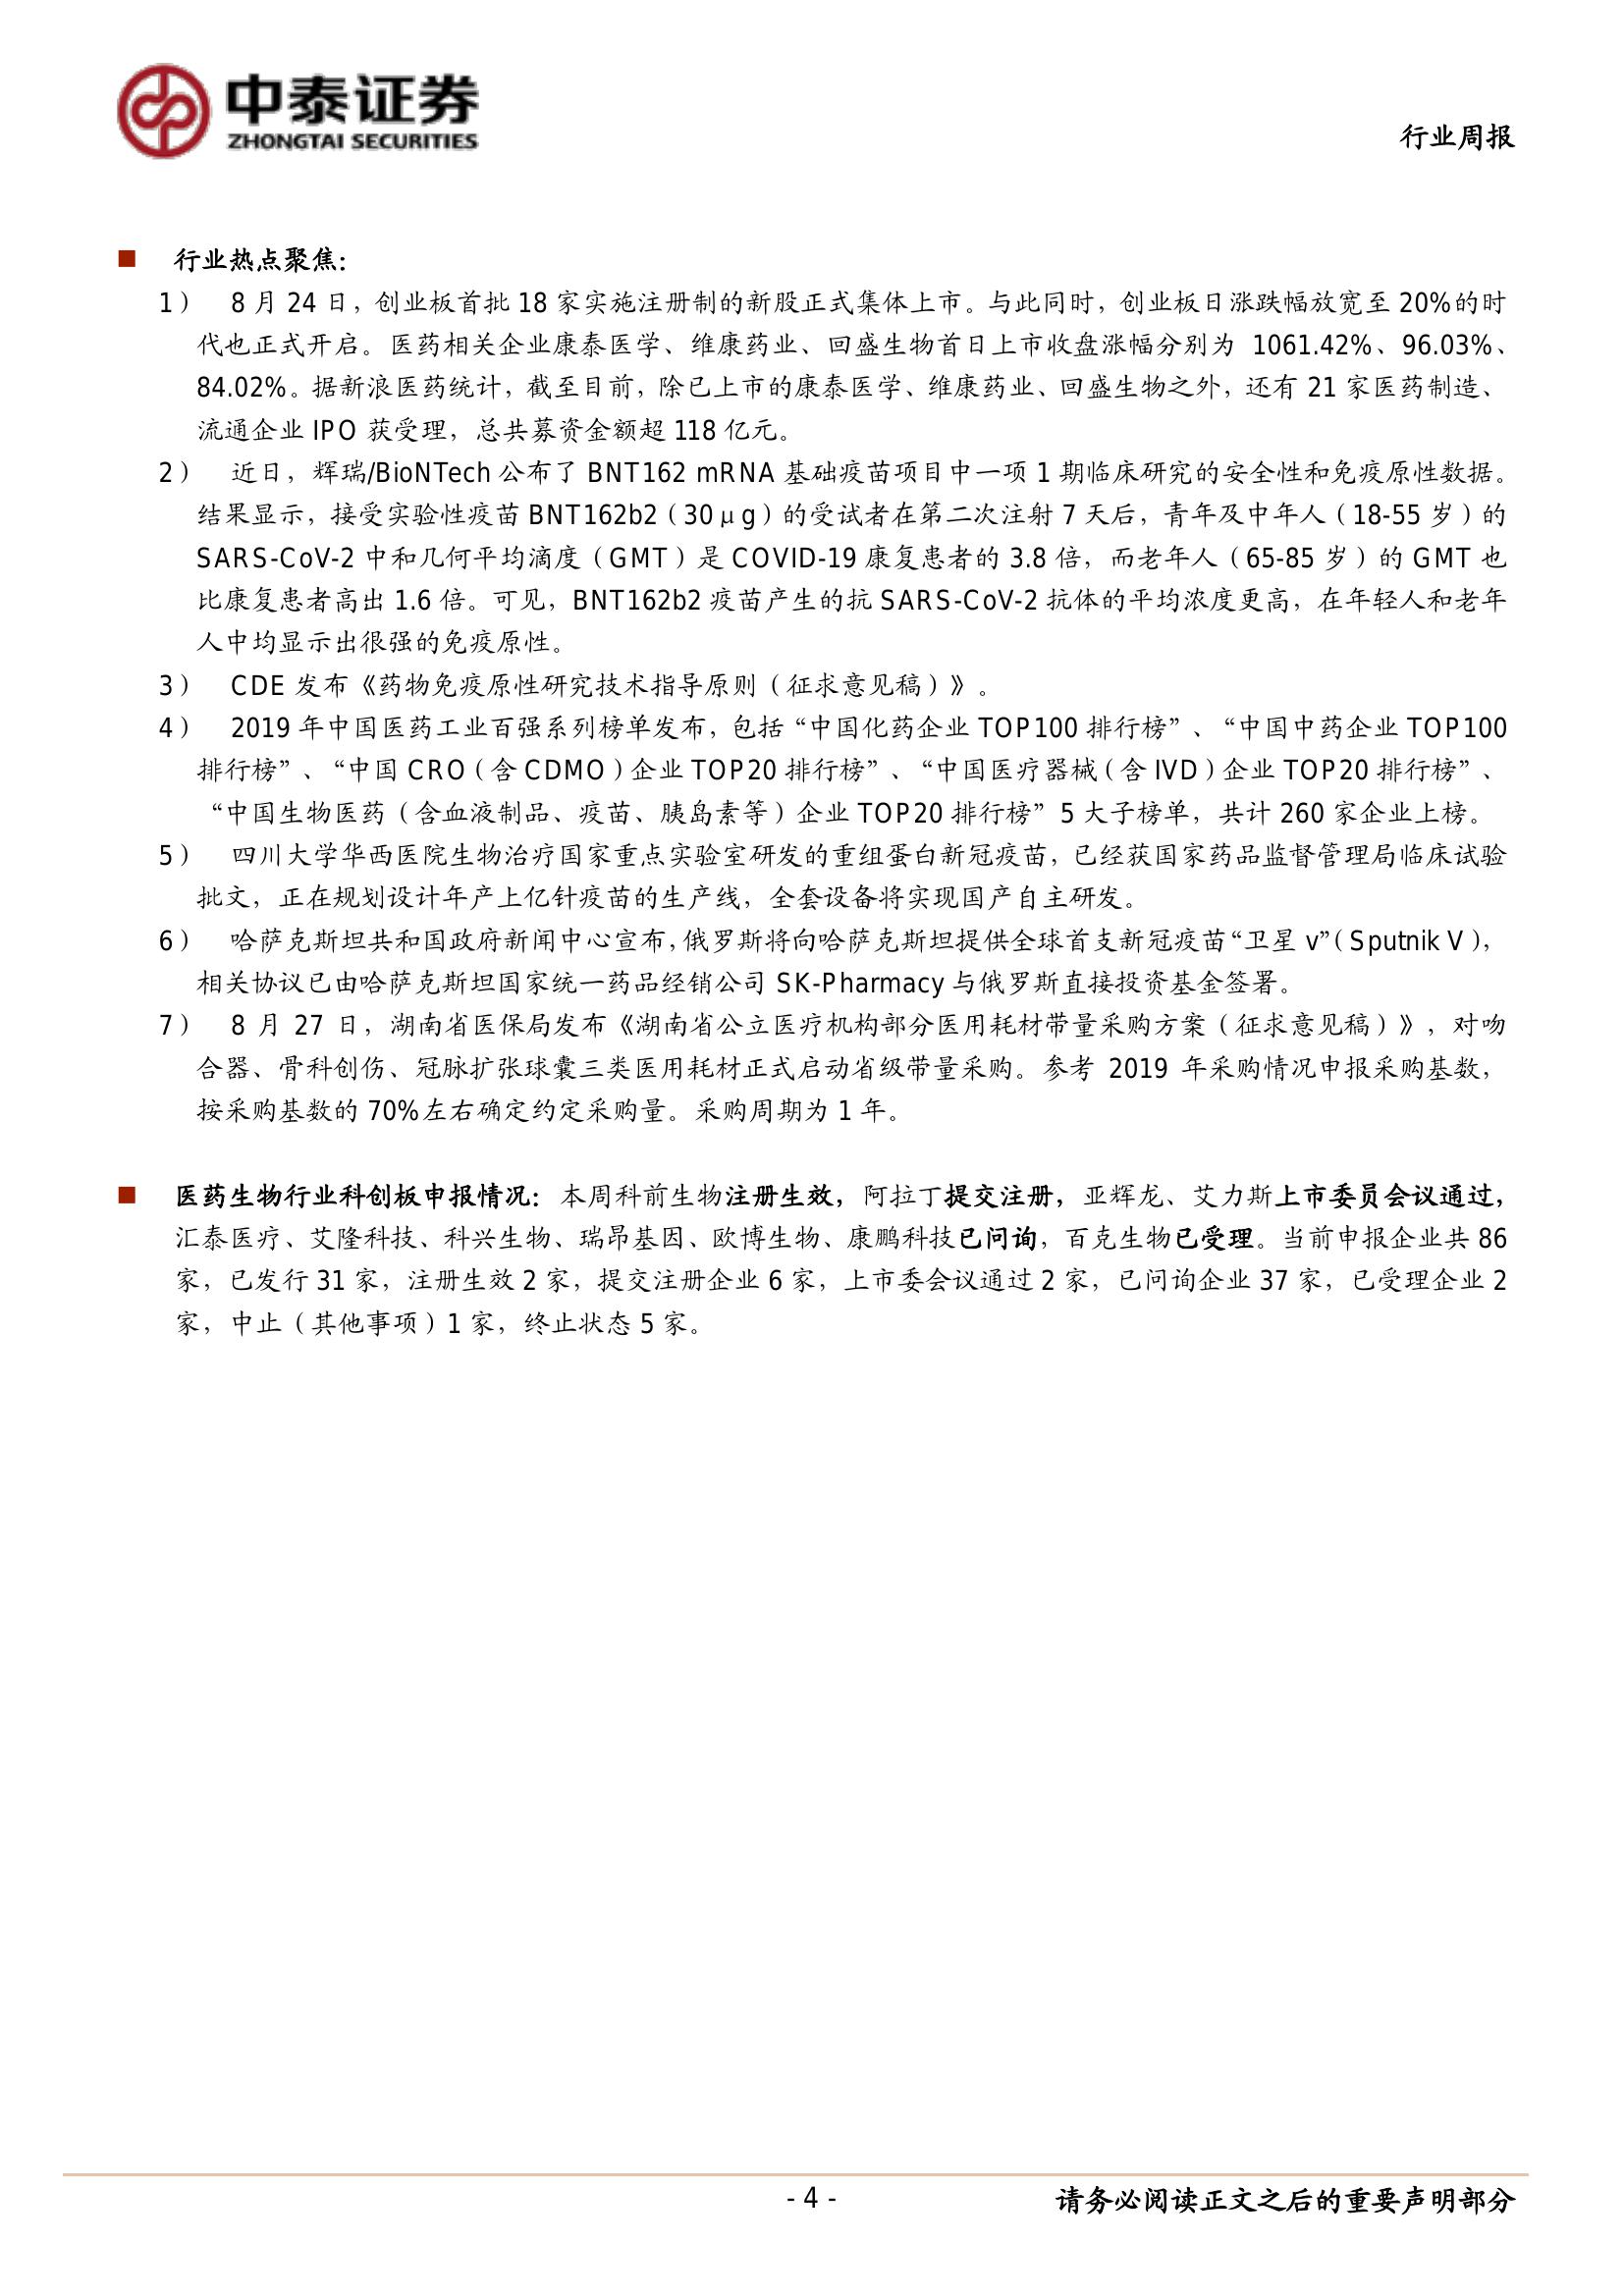 中泰证券
ZHONGTAI SECURITIES
行业周报
■ 行业热点聚焦：
1） 8 月 24 日，创业板首批 18 家实施注册制的新股正式集体上市。与此同时，创业板日涨跌幅放宽至 20%的时
代也正式开启。医药相关企业康泰医学、维康药业、回盛生物首日上市收盘涨幅分别为 1061.42%、96.03%、
84.02%。据新浪医药统计，截至目前，除已上市的康泰医学、维康药业、回盛生物之外，还有 21 家医药制造、
流通企业 IPO 获受理，总共募资金额超 118 亿元。
2） 近日，辉瑞/BioNTech 公布了 BNT162 mRNA 基础疫苗项目中一项 1 期临床研究的安全性和免疫原性数据。
结果显示，接受实验性疫苗 BNT162b2（30μg）的受试者在第二次注射 7 天后，青年及中年人（18-55 岁）的
SARS-CoV-2 中和几何平均滴度（GMT）是 COVID-19 康复患者的 3.8 倍，而老年人（65-85 岁）的 GMT 也
比康复患者高出 1.6 倍。可见，BNT162b2 疫苗产生的抗 SARS-CoV-2 抗体的平均浓度更高，在年轻人和老年
人中均显示出很强的免疫原性。
3） CDE 发布《药物免疫原性研究技术指导原则（征求意见稿）》。
4） 2019 年中国医药工业百强系列榜单发布，包括“中国化药企业 TOP100 排行榜”、“中国中药企业 TOP100
排行榜”、“中国 CRO（含 CDMO）企业 TOP20 排行榜”、“中国医疗器械（含 IVD）企业 TOP20 排行榜”、
“中国生物医药（含血液制品、疫苗、胰岛素等）企业 TOP20 排行榜”5 大子榜单，共计 260 家企业上榜。
5） 四川大学华西医院生物治疗国家重点实验室研发的重组蛋白新冠疫苗，已经获国家药品监督管理局临床试验
批文，正在规划设计年产上亿针疫苗的生产线，全套设备将实现国产自主研发。
6） 哈萨克斯坦共和国政府新闻中心宣布，俄罗斯将向哈萨克斯坦提供全球首支新冠疫苗“卫星 v”（Sputnik V），
相关协议已由哈萨克斯坦国家统一药品经销公司 SK-Pharmacy 与俄罗斯直接投资基金签署。
7） 8 月 27 日，湖南省医保局发布《湖南省公立医疗机构部分医用耗材带量采购方案（征求意见稿）》，对吻
合器、骨科创伤、冠脉扩张球囊三类医用耗材正式启动省级带量采购。参考 2019 年采购情况申报采购基数，
按采购基数的 70%左右确定约定采购量。采购周期为 1 年。
■ 医药生物行业科创板申报情况：本周科前生物注册生效，阿拉丁提交注册，亚辉龙、艾力斯上市委员会议通过，
汇泰医疗、艾隆科技、科兴生物、瑞昂基因、欧博生物、康鹏科技已问询，百克生物已受理。当前申报企业共 86
家，已发行 31 家，注册生效 2 家，提交注册企业 6 家，上市委会议通过 2 家，已问询企业 37 家，已受理企业 2
家，中止（其他事项）1 家，终止状态 5 家。
- 4 -
请务必阅读正文之后的重要声明部分